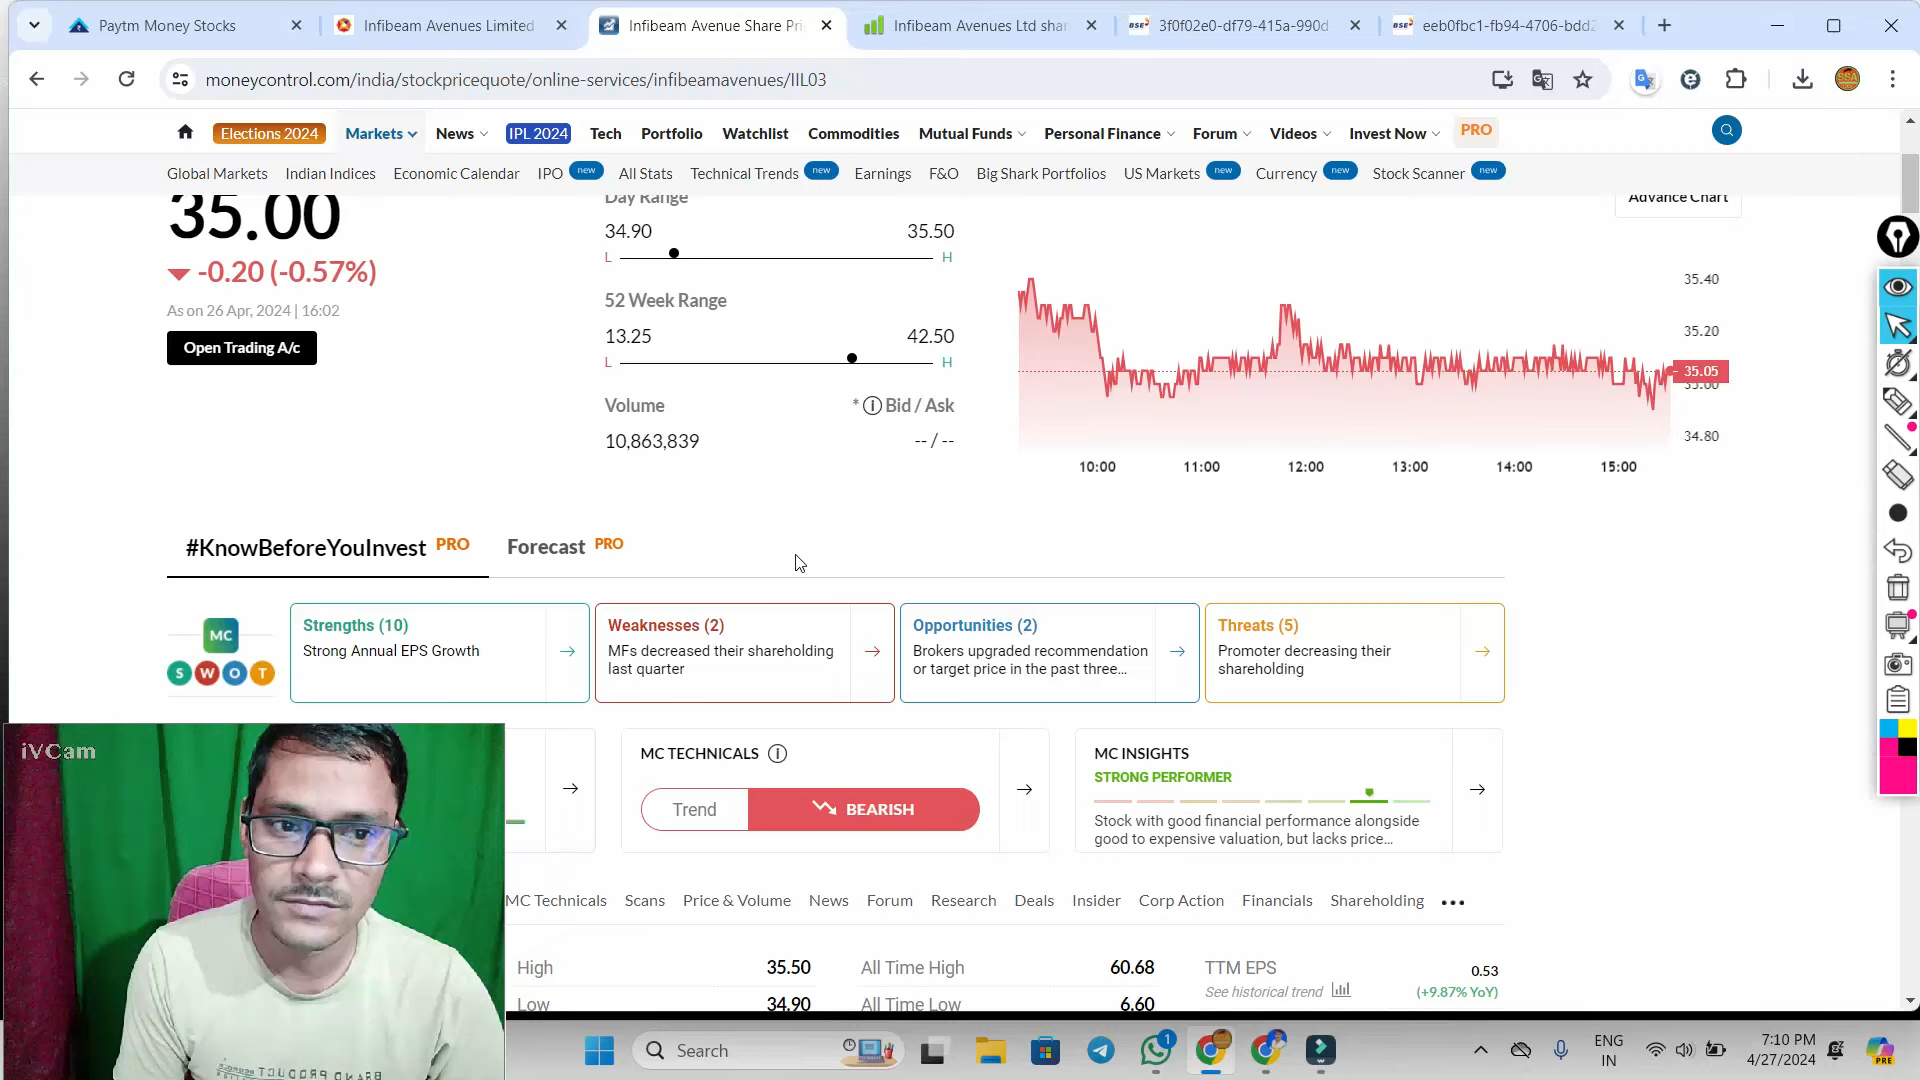 Paytm Money Stocks
Infibeam Avenues Limited
Infibeam Avenue Share Pri
Infibeam Avenues Ltd shar
BSE 3f0f02e0-df79-415a-990d
BSE eeb0fbc1-fb94-4706-bdd2
moneycontrol.com/india/stockpricequote/online-services/infibeamavenues/IIL03
Elections 2024 Markets News IPL 2024 Tech Portfolio Watchlist Commodities Mutual Funds Personal Finance Forum Videos Invest Now PRO
Global Markets Indian Indices Economic Calendar IPO new All Stats Technical Trends new Earnings F&O Big Shark Portfolios US Markets new Currency new Stock Scanner new
35.00
-0.20 (-0.57%)
As on 26 Apr, 2024 | 16:02
Open Trading A/c
Day Range
34.90 35.50
L H
52 Week Range
13.25 42.50
L H
Volume * Bid / Ask
10,863,839 -- / --
Advance Chart
35.40
35.20
35.05
35.00
34.80
10:00 11:00 12:00 13:00 14:00 15:00
#KnowBeforeYouInvest PRO Forecast PRO
MC
S W O T
Strengths (10)
Strong Annual EPS Growth
Weaknesses (2)
MFs decreased their shareholding
last quarter
Opportunities (2)
Brokers upgraded recommendation
or target price in the past three...
Threats (5)
Promoter decreasing their
shareholding
MC TECHNICALS
Trend BEARISH
MC INSIGHTS
STRONG PERFORMER
Stock with good financial performance alongside
good to expensive valuation, but lacks price...
MC Technicals Scans Price & Volume News Forum Research Deals Insider Corp Action Financials Shareholding
High 35.50
Low 34.90
All Time High 60.68
All Time Low 6.60
TTM EPS 0.53
See historical trend (+9.87% YoY)
iVCam
Search
1
ENG
IN
7:10 PM
4/27/2024
PRE